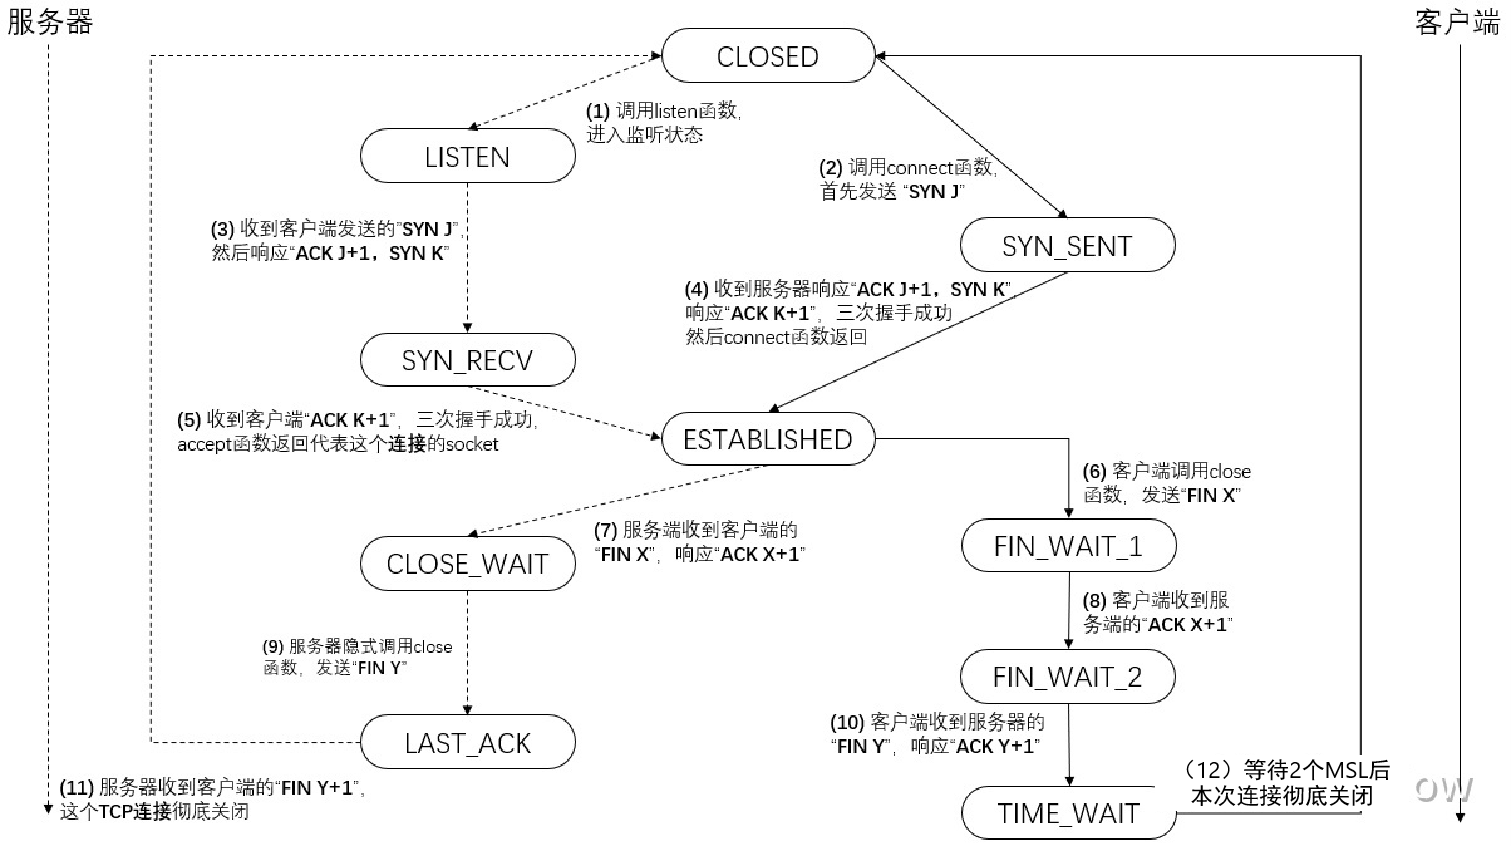 服务器
客户端
CLOSED
(1) 调用listen函数,
进入监听状态
LISTEN
(2) 调用connect函数,
首先发送 “SYN J”
(3) 收到客户端发送的”SYN J”,
然后响应“ACK J+1，SYN K”
SYN_SENT
(4) 收到服务器响应“ACK J+1，SYN K”
响应“ACK K+1”，三次握手成功
然后connect函数返回
SYN_RECV
(5) 收到客户端“ACK K+1”，三次握手成功,
accept函数返回代表这个连接的socket
ESTABLISHED
(6) 客户端调用close
函数，发送“FIN X”
(7) 服务端收到客户端的
“FIN X”，响应“ACK X+1”
FIN_WAIT_1
CLOSE_WAIT
(8) 客户端收到服
务端的“ACK X+1”
(9) 服务器隐式调用close
函数，发送“FIN Y”
FIN_WAIT_2
(10) 客户端收到服务器的
“FIN Y”，响应“ACK Y+1”
LAST_ACK
(11) 服务器收到客户端的“FIN Y+1”,
这个TCP连接彻底关闭
（12）等待2个MSL后
本次连接彻底关闭
TIME_WAIT
ow